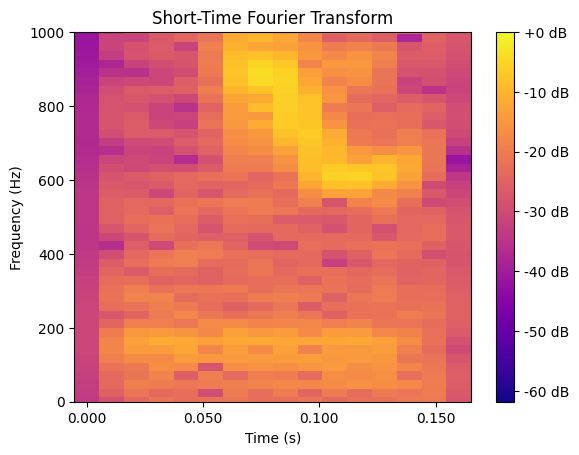 Short-Time Fourier Transform
1000
800
600
400
200
0
Frequency (Hz)
0.000
0.050
0.100
0.150
Time (s)
+0 dB
-10 dB
-20 dB
-30 dB
-40 dB
-50 dB
-60 dB